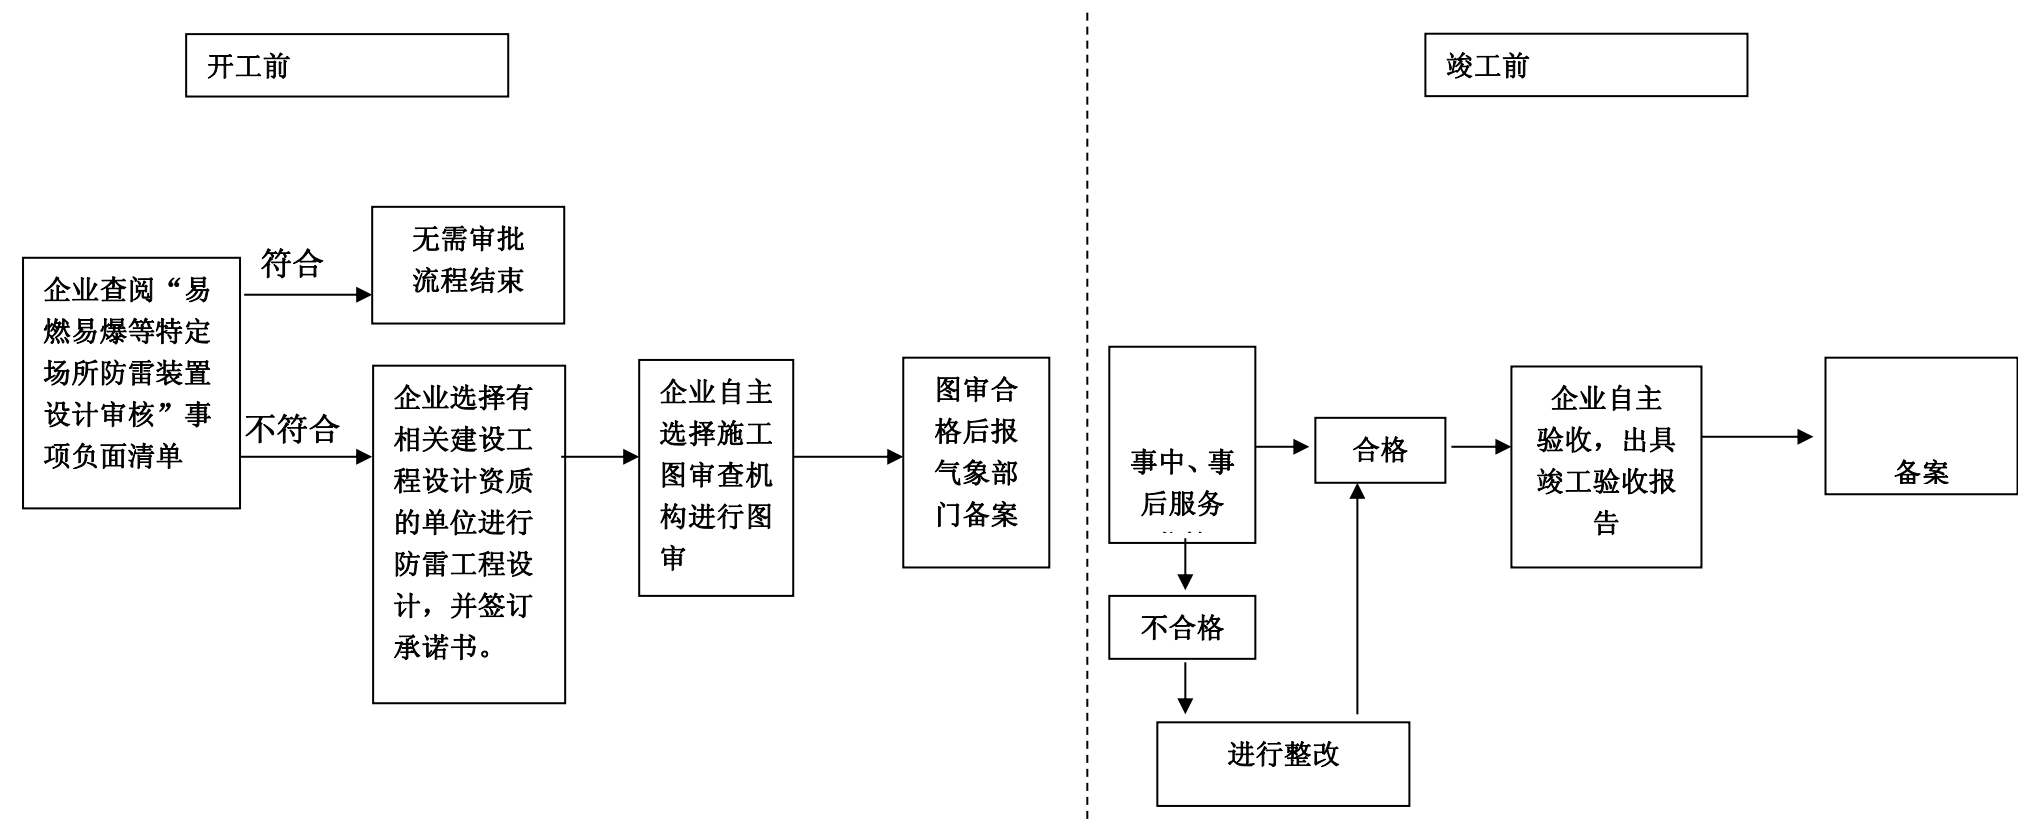 开工前
符合
无需审批
流程结束
企业查阅“易
燃易爆等特定
场所防雷装置
设计审核”事
项负面清单
不符合
企业选择有
相关建设工
程设计资质
的单位进行
防雷工程设
计，并签订
承诺书。
企业自主
选择施工
图审查机
构进行图
审
图审合
格后报
气象部
门备案
竣工前
事中、事
后服务
合格
不合格
进行整改
企业自主
验收，出具
竣工验收报
告
备案